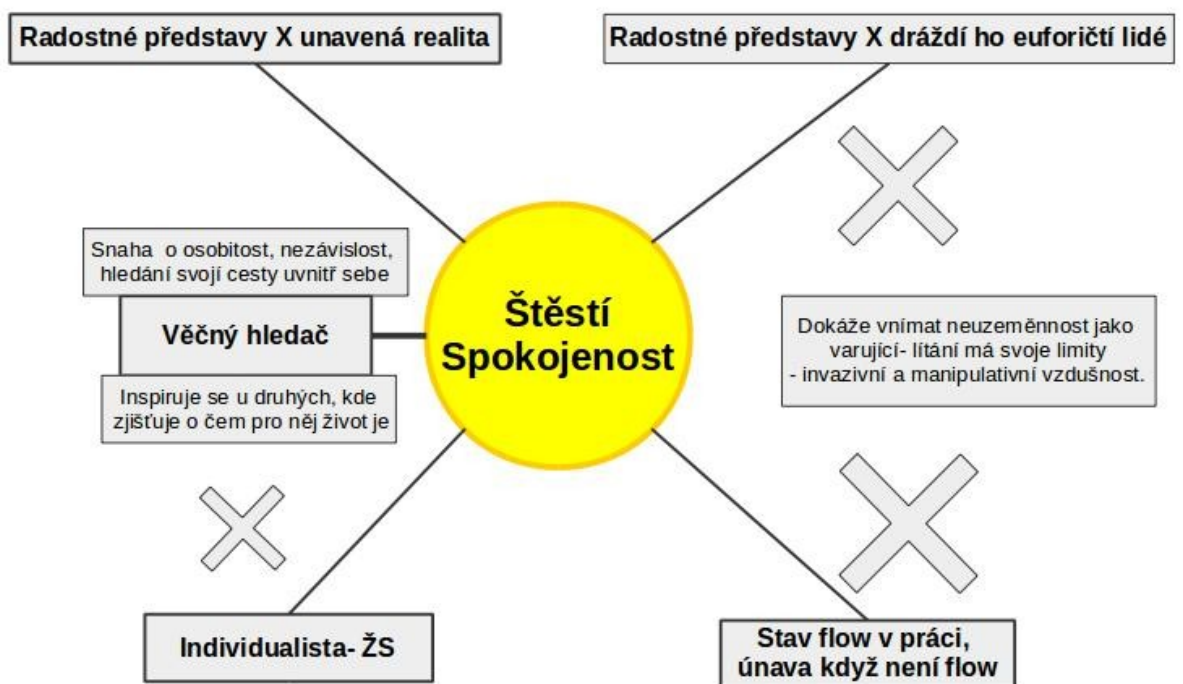 Radostné představy X unavená realita
Radostné představy X dráždí ho euforičtí lidé
Snaha o osobitost, nezávislost,
hledání svojí cesty uvnitř sebe
Věčný hledač
Inspiruje se u druhých, kde
zjišťuje o čem pro něj život je
Štěstí
Spokojenost
Dokáže vnímat neuzeměnnost jako
varující- lítání má svoje limity
- invazivní a manipulativní vzdušnost.
Individualista- ŽS
Stav flow v práci,
únava když není flow